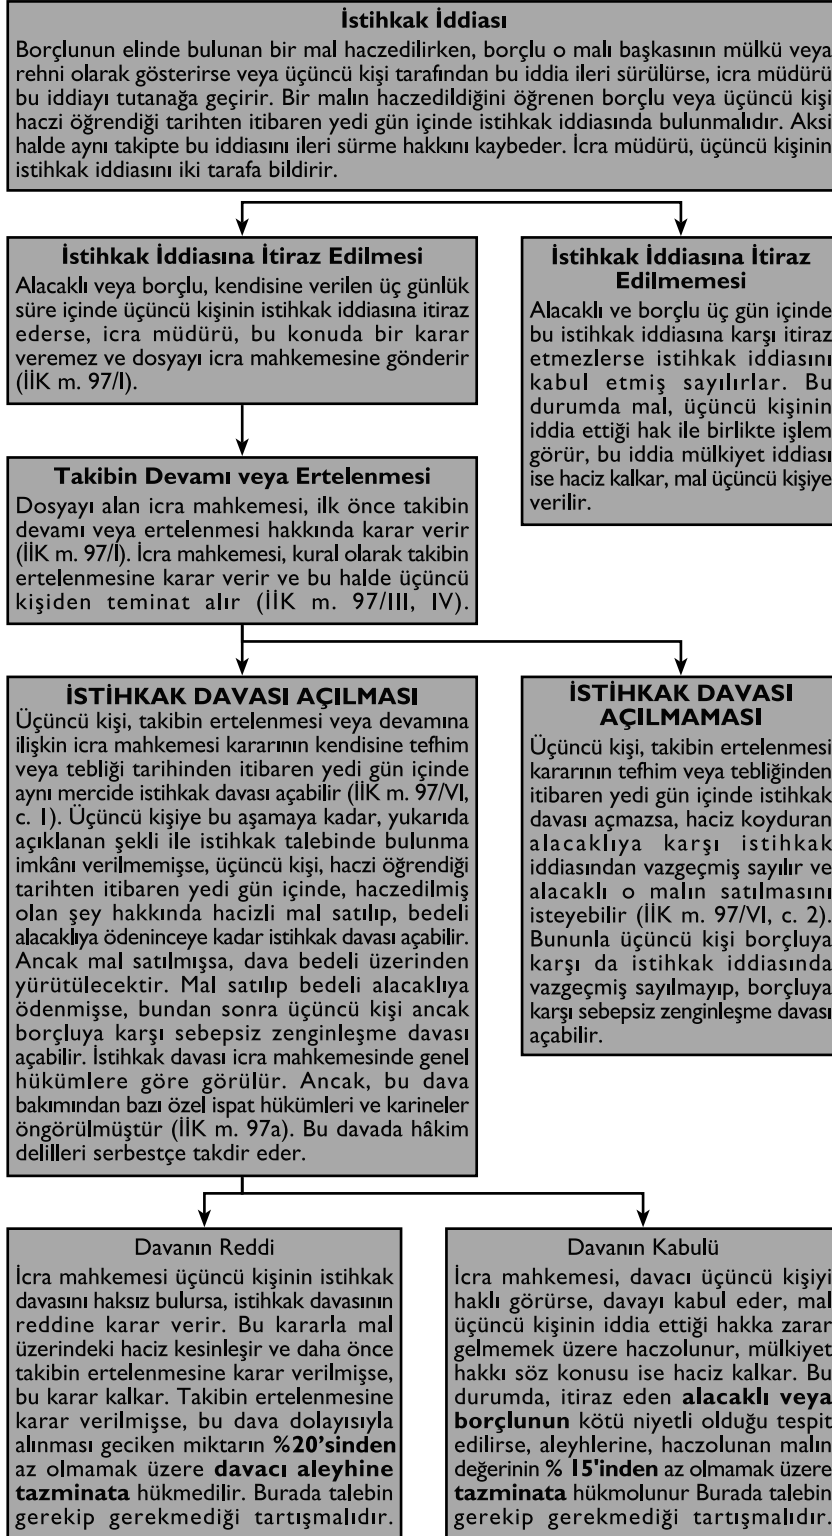 İstihkak İddiası
Borçlunun elinde bulunan bir mal haczedilirken, borçlu o malı başkasının mülkü veya
rehni olarak gösterirse veya üçüncü kişi tarafından bu iddia ileri sürülürse, icra müdürü
bu iddiayı tutanağa geçirir. Bir malın haczedildiğini öğrenen borçlu veya üçüncü kişi
haczi öğrendiği tarihten itibaren yedi gün içinde istihkak iddiasında bulunmalıdır. Aksi
halde aynı takipte bu iddiasını ileri sürme hakkını kaybeder. İcra müdürü, üçüncü kişinin
istihkak iddiasını iki tarafa bildirir.
İstihkak İddiasına İtiraz Edilmesi
Alacaklı veya borçlu, kendisine verilen üç günlük
süre içinde üçüncü kişinin istihkak iddiasına itiraz
ederse, icra müdürü, bu konuda bir karar
veremez ve dosyayı icra mahkemesine gönderir
(İİK m. 97/I).
İstihkak İddiasına İtiraz
Edilmemesi
Alacaklı ve borçlu üç gün içinde
bu istihkak iddiasına karşı itiraz
etmezlerse istihkak iddiasını
kabul etmiş sayılırlar. Bu
durumda mal, üçüncü kişinin
iddia ettiği hak ile birlikte işlem
görür, bu iddia mülkiyet iddiası
ise haciz kalkar, mal üçüncü kişiye
verilir.
Takibin Devamı veya Ertelenmesi
Dosyayı alan icra mahkemesi, ilk önce takibin
devamı veya ertelenmesi hakkında karar verir
(İİK m. 97/I). İcra mahkemesi, kural olarak takibin
ertelenmesine karar verir ve bu halde üçüncü
kişiden teminat alır (İİK m. 97/III, IV).
İSTİHKAK DAVASI AÇILMASI
Üçüncü kişi, takibin ertelenmesi veya devamına
ilişkin icra mahkemesi kararının kendisine tefhim
veya tebliği tarihinden itibaren yedi gün içinde
aynı mercide istihkak davası açabilir (İİK m. 97/VI,
c. 1). Üçüncü kişiye bu aşamaya kadar, yukarıda
açıklanan şekli ile istihkak talebinde bulunma
imkânı verilmemişse, üçüncü kişi, haczi öğrendiği
tarihten itibaren yedi gün içinde, haczedilmiş
olan şey hakkında hacizli mal satılıp, bedeli
alacaklıya ödeninceye kadar istihkak davası açabilir.
Ancak mal satılmışsa, dava bedeli üzerinden
yürütülecektir. Mal satılıp bedeli alacaklıya
ödenmişse, bundan sonra üçüncü kişi ancak
borçluya karşı sebepsiz zenginleşme davası
açabilir. İstihkak davası icra mahkemesinde genel
hükümlere göre görülür. Ancak, bu dava
bakımından bazı özel ispat hükümleri ve karineler
öngörülmüştür (İİK m. 97a). Bu davada hâkim
delilleri serbestçe takdir eder.
İSTİHKAK DAVASI
AÇILMAMASI
Üçüncü kişi, takibin ertelenmesi
kararının tefhim veya tebliğinden
itibaren yedi gün içinde istihkak
davası açmazsa, haciz koyduran
alacaklıya karşı istihkak
iddiasından vazgeçmiş sayılır ve
alacaklı o malın satılmasını
isteyebilir (İİK m. 97/VI, c. 2).
Bununla üçüncü kişi borçluya
karşı da istihkak iddiasında
vazgeçmiş sayılmayıp, borçluya
karşı sebepsiz zenginleşme davası
açabilir.
Davanın Reddi
İcra mahkemesi üçüncü kişinin istihkak
davasını haksız bulursa, istihkak davasının
reddine karar verir. Bu kararla mal
üzerindeki haciz kesinleşir ve daha önce
takibin ertelenmesine karar verilmişse,
bu karar kalkar. Takibin ertelenmesine
karar verilmişse, bu dava dolayısıyla
alınması geciken miktarın %20'sinden
az olmamak üzere davacı aleyhine
tazminata hükmedilir. Burada talebin
gerekip gerekmediği tartışmalıdır.
Davanın Kabulü
İcra mahkemesi, davacı üçüncü kişiyi
haklı görürse, davayı kabul eder, mal
üçüncü kişinin iddia ettiği hakka zarar
gelmemek üzere haczolunur, mülkiyet
hakkı söz konusu ise haciz kalkar. Bu
durumda, itiraz eden alacaklı veya
borçlunun kötü niyetli olduğu tespit
edilirse, aleyhlerine, haczolunan malın
değerinin % 15'inden az olmamak üzere
tazminata hükmolunur Burada talebin
gerekip gerekmediği tartışmalıdır.